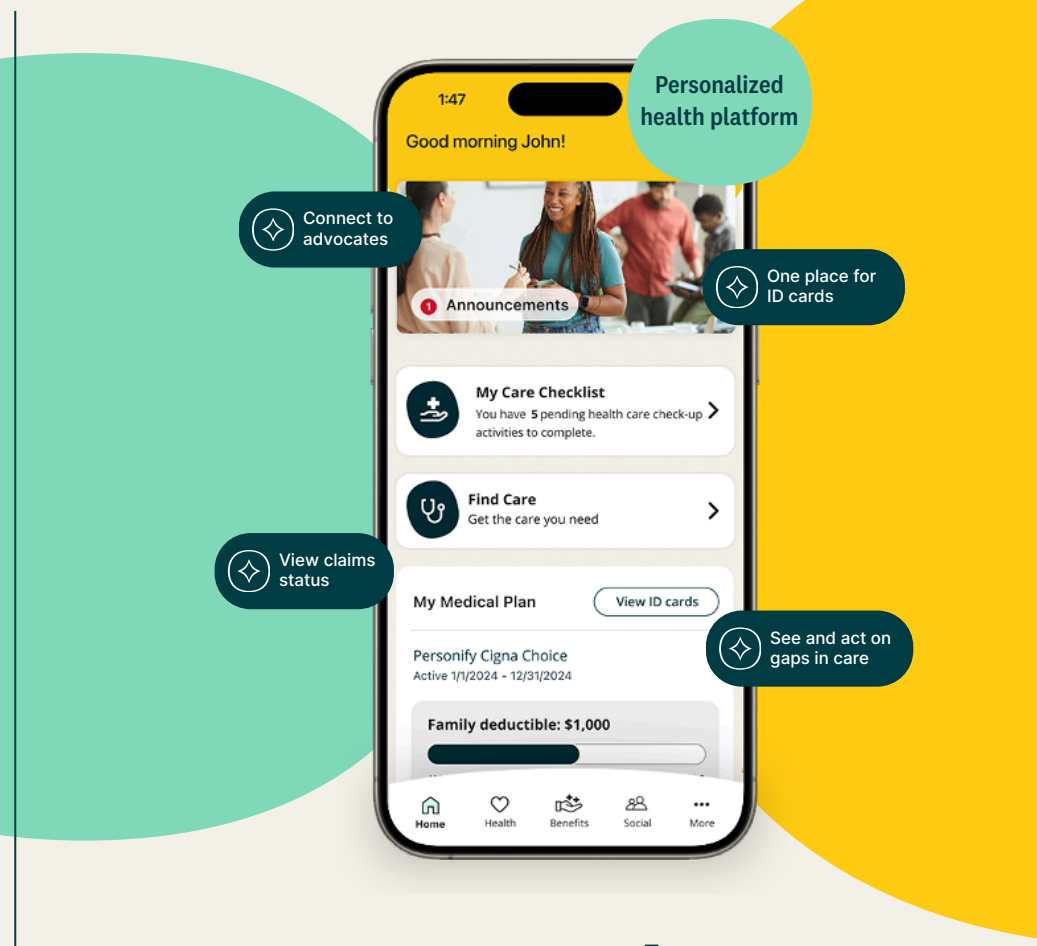 Personalized
health platform
1:47
Good morning John!
Connect to
advocates
One place for
ID cards
1 Announcements
My Care Checklist
You have 5 pending health care check-up
activities to complete.
Find Care
Get the care you need
View claims
status
My Medical Plan
View ID cards
See and act on
gaps in care
Personify Cigna Choice
Active 1/1/2024 - 12/31/2024
Family deductible: $1,000
Home Health Benefits Social More